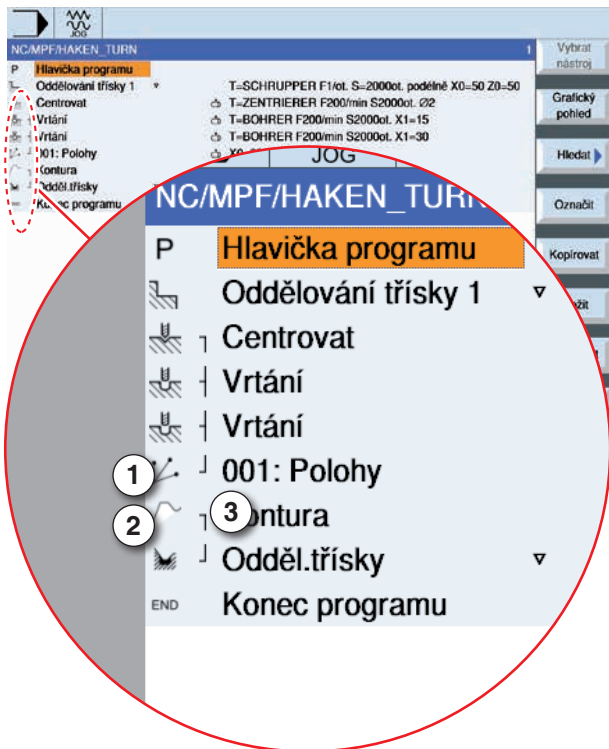 JOG
NC/MPF/HAKEN_TURN 1
P Hlavička programu
Oddělování třísky 1 T=SCHRUPPER F1/ot. S=2000ot. podélné X0=50 Z0=50
Centrovat T=ZENTRIERER F200/min S2000ot. Ø2
Vrtání T=BOHRER F200/min S2000ot. X1=15
Vrtání T=BOHRER F200/min S2000ot. X1=30
001: Polohy
Kontura
Odděl.třísky
Konec programu
Vybrat
nástroj
Grafický
pohled
Hledat
Označit
Kopírovat
JOG
NC/MPF/HAKEN_TURN
P Hlavička programu
Oddělování třísky 1
Centrovat
Vrtání
Vrtání
1 001: Polohy
2 3 ontura
Odděl.třísky
END Konec programu